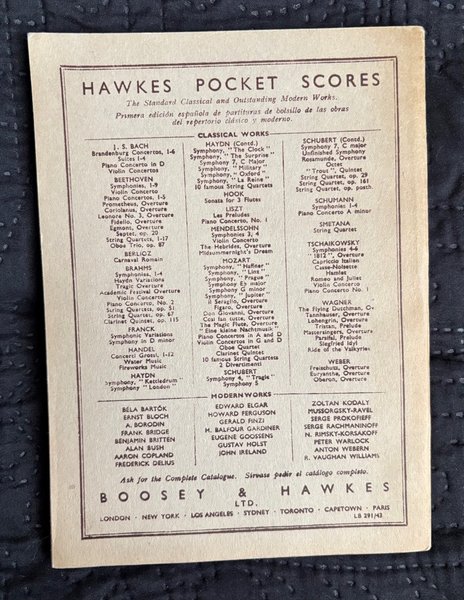 HAWKES POCKET SCORES
The Standard Classical and Outstanding Modern Works.
Primera edición española de partituras de bolsillo de las obras
del repertorio clásico y moderno.
CLASSICAL WORKS
J. S. BACH
Brandenburg Concertos, 1-6
Suites 1-4
Piano Concerto in D
Violin Concertos
BEETHOVEN
Symphonies, 1-9
Violin Concerto
Piano Concertos, 1-5
Prometheus, Overture
Coriolanus, Overture
Leonora No. 3, Overture
Fidelio, Overture
Egmont, Overture
Septet, op. 20
String Quartets, 1-17
Oboe Trio, op. 87
BERLIOZ
Carnaval Romain
BRAHMS
Symphonies, 1-4
Haydn Variations
Tragic Overture
Academic Festival Overture
Violin Concerto
Piano Concerto, No. 2
String Quartets, op. 51
String Quartet, op. 67
Clarinet Quintet, op. 115
FRANCK
Symphonic Variations
Symphony in D minor
HANDEL
Concerti Grossi, 1-12
Water Music
Fireworks Music
HAYDN
Symphony, "Kettledrum
Symphony "London"
HAYDN (Contd.)
Symphony, "The Clock"
Symphony, "The Surprise"
Symphony 7, C Major
Symphony, "Military"
Symphony, "Oxford"
Symphony, "La Reine"
10 famous String Quartets
HOOK
Sonata for 3 Flutes
LISZT
Les Preludes
Piano Concerto, No. 1
MENDELSSOHN
Symphonies 3, 4
Violin Concerto
The Hebrides, Overture
Midsummernight's Dream
MOZART
Symphony, "Haffner"
Symphony, "Linz"
Symphony, "Prague"
Symphony E♭ major
Symphony G minor
Symphony, "Jupiter"
Il Seraglio, Overture
Figaro, Overture
Don Giovanni, Overture
Cosi fan tutte, Overture
The Magic Flute, Overture
"Eine kleine Nachtmusik"
Piano Concertos in A and D
Violin Concertos in G and D
Oboe Quartet
Clarinet Quintet
10 famous String Quartets
2 Divertimenti
SCHUBERT
Symphony 4, "Tragic"
Symphony 5
SCHUBERT (Contd.)
Symphony 7, C major
Unfinished Symphony
Rosamunde, Overture
Octet
"Trout", Quintet
String Quartet, op. 29
String Quartet, op. 161
String Quartet, op. posth
SCHUMANN
Symphonies 1-4
Piano Concerto A minor
SMETANA
String Quartet
TSCHAIKOWSKY
Symphonies 4-6
"1812", Overture
Capriccio Italien
Casse-Noisette
Hamlet
Romeo and Juliet
Violin Concerto
Piano Concerto No. 1
WAGNER
The Flying Dutchman, Ov
Tannhauser, Overture
Lohengrin, Overture
Tristan, Prelude
Mastersingers, Overture
Parsifal, Prelude
Siegfried Idyl
Ride of the Valkyries
WEBER
Freischutz, Overture
Euryanthe, Overture
Oberon, Overture
MODERN WORKS
BÉLA BARTÓK
ERNEST BLOCH
A. BORODIN
FRANK BRIDGE
BENJAMIN BRITTEN
ALAN BUSH
AARON COPLAND
FREDERICK DELIUS
EDWARD ELGAR
HOWARD FERGUSON
GERALD FINZI
H. BALFOUR GARDINER
EUGENE GOOSSENS
GUSTAV HOLST
JOHN IRELAND
ZOLTAN KODALY
MUSSORGSKY-RAVEL
SERGE PROKOFIEFF
SERGE RACHMANINOFF
N. RIMSKY-KORSAKOFF
PETER WARLOCK
ANTON WEBERN
R. VAUGHAN WILLIAMS
Ask for the Complete Catalogue. Sírvase pedir el catálogo completo.
BOOSEY & HAWKES
LTD.
LONDON · NEW YORK · LOS ANGELES · SYDNEY · TORONTO · CAPETOWN · PARIS
LB 291/43